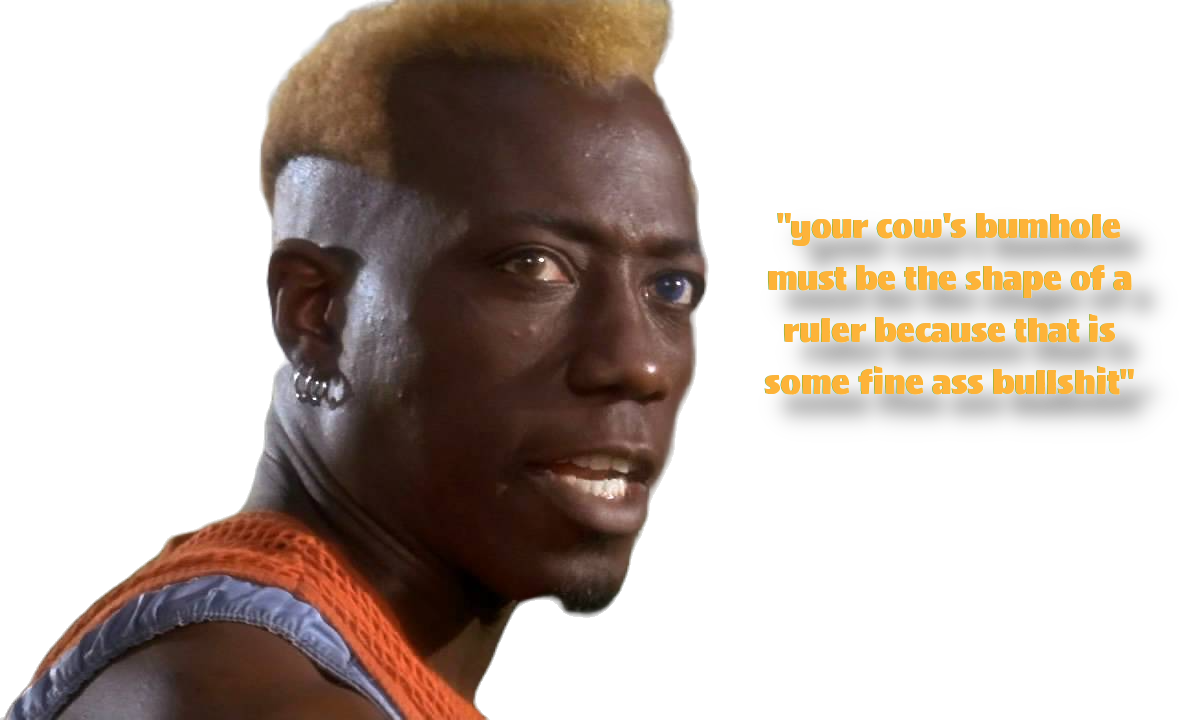 "your cow's bumhole
must be the shape of a
ruler because that is
some fine ass bullshit"